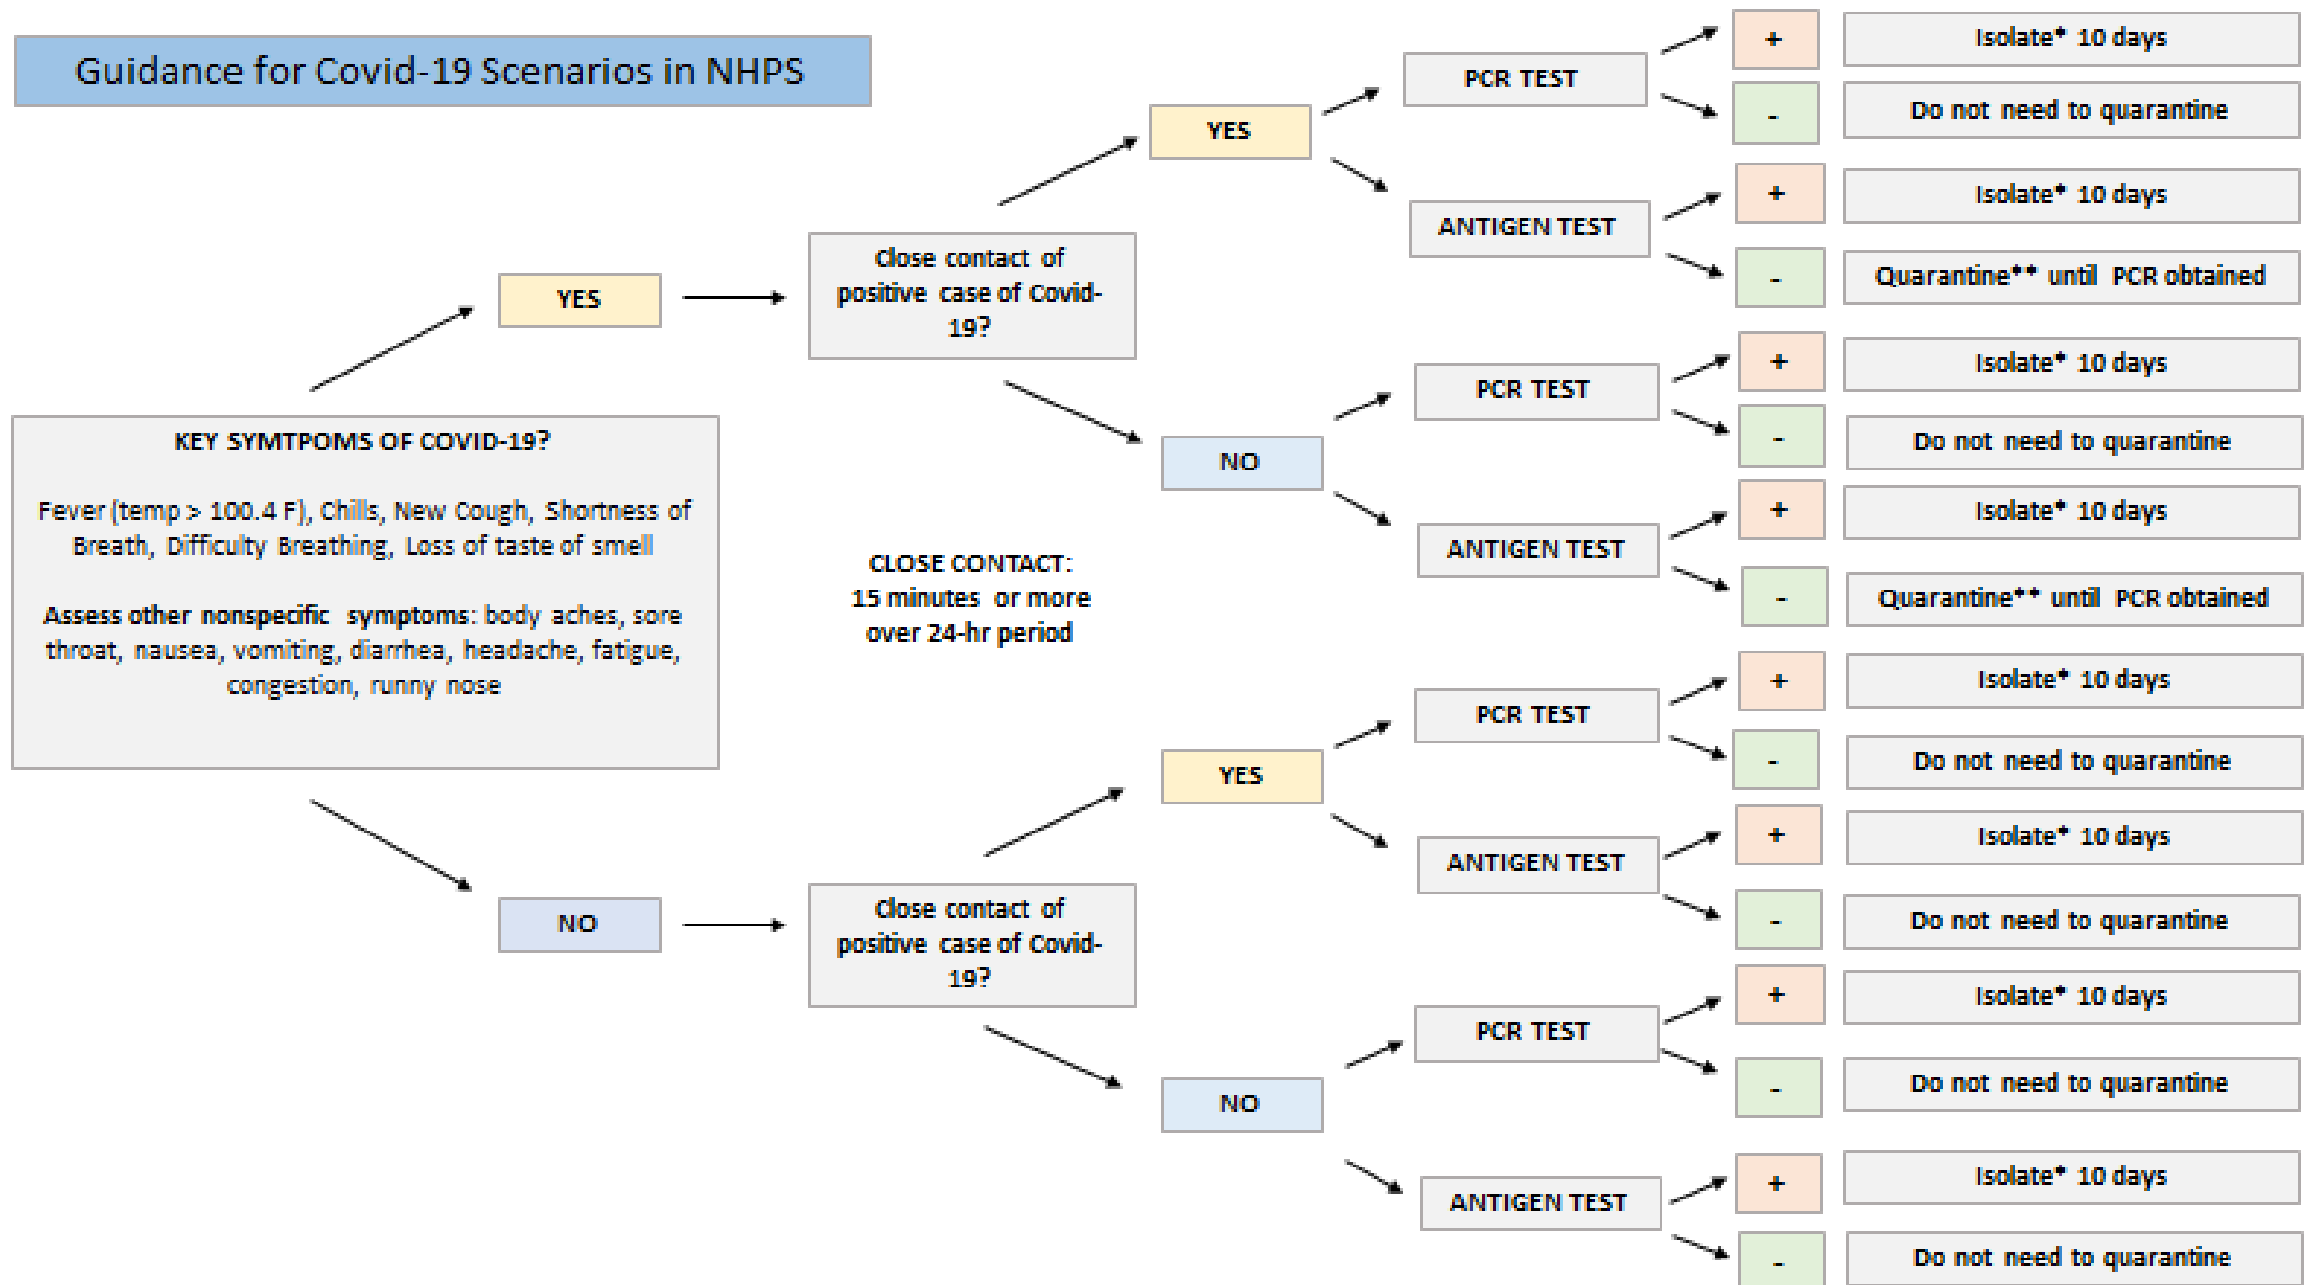 Guidance for Covid-19 Scenarios in NHPS
KEY SYMTPOMS OF COVID-19?
Fever (temp > 100.4 F), Chills, New Cough, Shortness of
Breath, Difficulty Breathing, Loss of taste of smell
Assess other nonspecific symptoms: body aches, sore
throat, nausea, vomiting, diarrhea, headache, fatigue,
congestion, runny nose
YES
Close contact of
positive case of Covid-
19?
YES
PCR TEST
+
Isolate* 10 days
-
Do not need to quarantine
ANTIGEN TEST
+
Isolate* 10 days
-
Quarantine** until PCR obtained
NO
PCR TEST
+
Isolate* 10 days
-
Do not need to quarantine
ANTIGEN TEST
+
Isolate* 10 days
-
Quarantine** until PCR obtained
CLOSE CONTACT:
15 minutes or more
over 24-hr period
NO
Close contact of
positive case of Covid-
19?
YES
PCR TEST
+
Isolate* 10 days
-
Do not need to quarantine
ANTIGEN TEST
+
Isolate* 10 days
-
Do not need to quarantine
NO
PCR TEST
+
Isolate* 10 days
-
Do not need to quarantine
ANTIGEN TEST
+
Isolate* 10 days
-
Do not need to quarantine